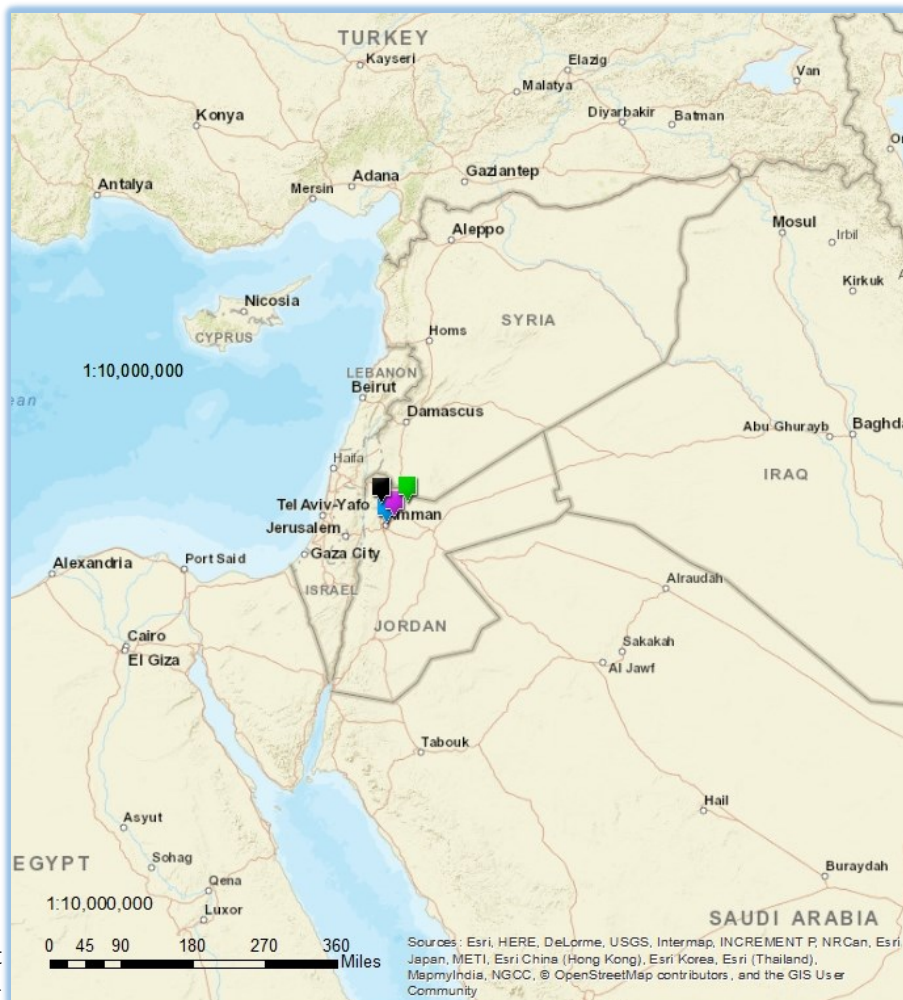 TURKEY
Kayseri
Elazig
Van
Malatya
Konya
Diyarbakir
Batman
Adana
Gaziantep
Antalya
Mersin
Aleppo
Mosul
Irbil
Nicosia
Kirkuk
SYRIA
CYPRUS
Homs
1:10,000,000
LEBANON
Beirut
ean
Damascus
Abu Ghurayb
Baghda
Haifa
IRAQ
Tel Aviv-Yafo
mman
Jerusalem
Gaza City
Alexandria
Port Said
Alraudah
ISRAEL
JORDAN
Cairo
Sakakah
El Giza
Al Jawf
Tabouk
Hail
Asyut
EGYPT
Sohag
Buraydah
Qena
1:10,000,000
Luxor
SAUDI ARABIA
0 45 90 180 270 360
Miles
Sources: Esri, HERE, DeLorme, USGS, Intermap, INCREMENT P, NRCan, Esri
Japan, METI, Esri China (Hong Kong), Esri Korea, Esri (Thailand),
MapmyIndia, NGCC, © OpenStreetMap contributors, and the GIS User
Community